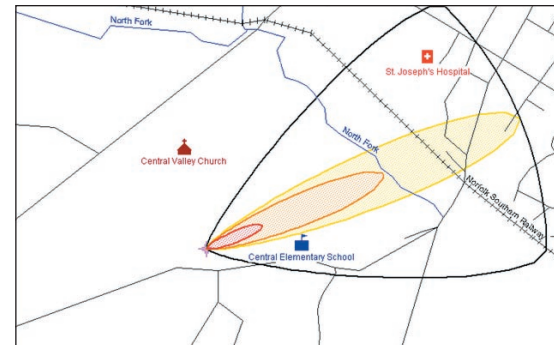 North Fork
St. Joseph's Hospital
North Fork
Central Valley Church
Norfolk Southern Railway
Central Elementary School